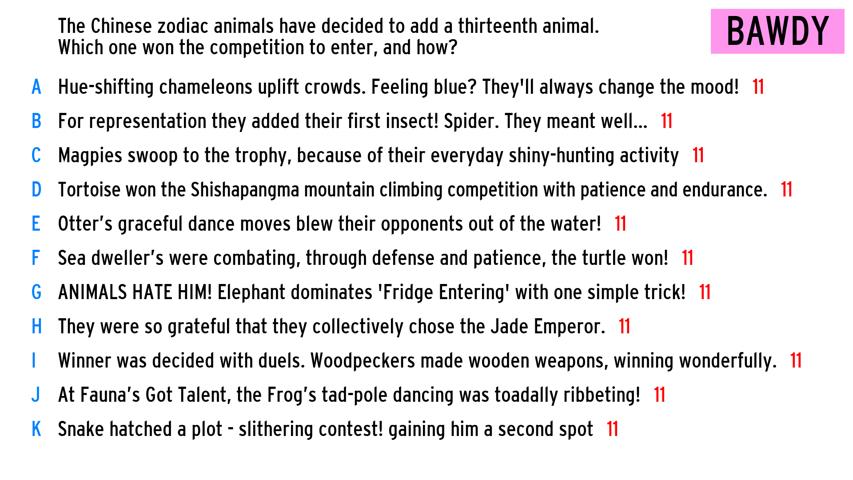 The Chinese zodiac animals have decided to add a thirteenth animal.
Which one won the competition to enter, and how?
BAWDY
A Hue-shifting chameleons uplift crowds. Feeling blue? They'll always change the mood! 11
B For representation they added their first insect! Spider. They meant well... 11
C Magpies swoop to the trophy, because of their everyday shiny-hunting activity 11
D Tortoise won the Shishapangma mountain climbing competition with patience and endurance. 11
E Otter's graceful dance moves blew their opponents out of the water! 11
F Sea dweller's were combating, through defense and patience, the turtle won! 11
G ANIMALS HATE HIM! Elephant dominates 'Fridge Entering' with one simple trick! 11
H They were so grateful that they collectively chose the Jade Emperor. 11
I Winner was decided with duels. Woodpeckers made wooden weapons, winning wonderfully. 11
J At Fauna's Got Talent, the Frog's tad-pole dancing was toadally ribbeting! 11
K Snake hatched a plot - slithering contest! gaining him a second spot 11